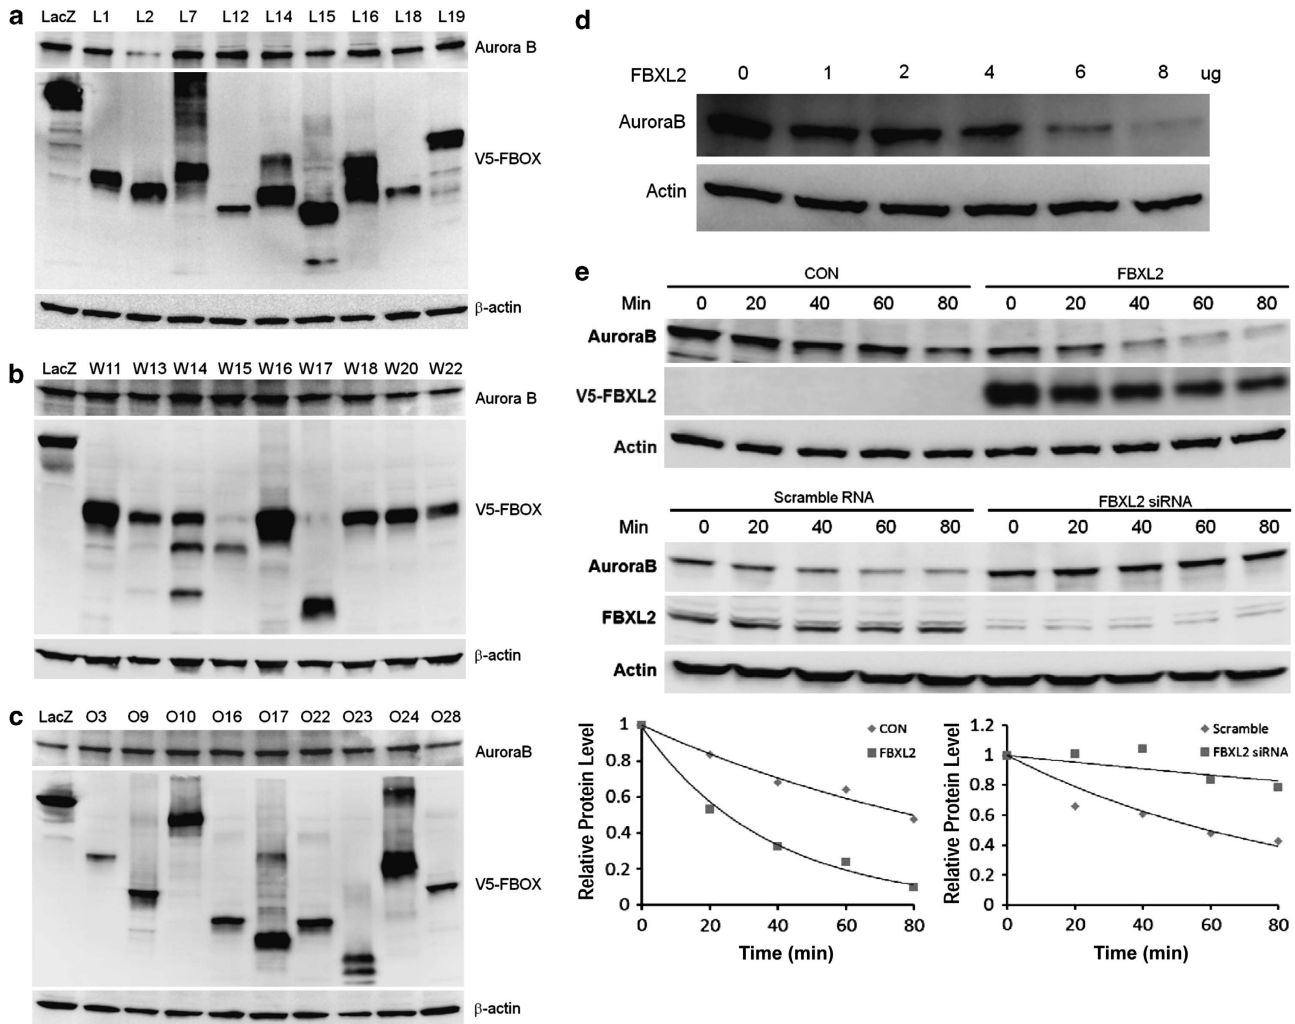 a
LacZ L1 L2 L7 L12 L14 L15 L16 L18 L19
Aurora B
V5-FBOX
β-actin
b
LacZ W11 W13 W14 W15 W16 W17 W18 W20 W22
Aurora B
V5-FBOX
β-actin
c
LacZ O3 O9 O10 O16 O17 O22 O23 O24 O28
AuroraB
V5-FBOX
β-actin
d
FBXL2 0 1 2 4 6 8 ug
AuroraB
Actin
e
CON FBXL2
Min 0 20 40 60 80 0 20 40 60 80
AuroraB
V5-FBXL2
Actin
Scramble RNA FBXL2 siRNA
Min 0 20 40 60 80 0 20 40 60 80
AuroraB
FBXL2
Actin
Relative Protein Level
1
0.8
0.6
0.4
0.2
0
CON
FBXL2
0 20 40 60 80
Time (min)
Relative Protein Level
1.2
1
0.8
0.6
0.4
0.2
0
Scramble
FBXL2 siRNA
0 20 40 60 80
Time (min)